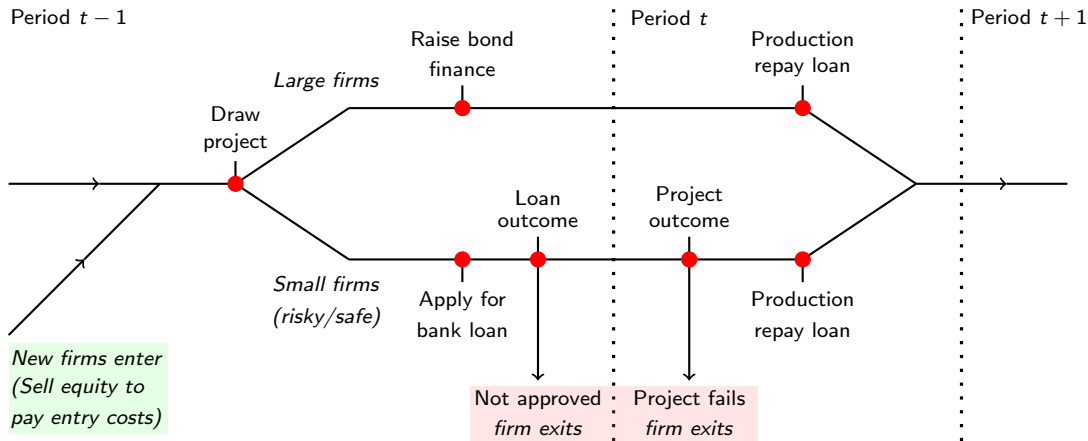 Period t − 1
Period t
Period t + 1
Raise bond
finance
Production
repay loan
Large firms
Draw
project
Loan
outcome
Project
outcome
Small firms
(risky/safe)
Apply for
bank loan
Production
repay loan
New firms enter
(Sell equity to
pay entry costs)
Not approved
firm exits
Project fails
firm exits